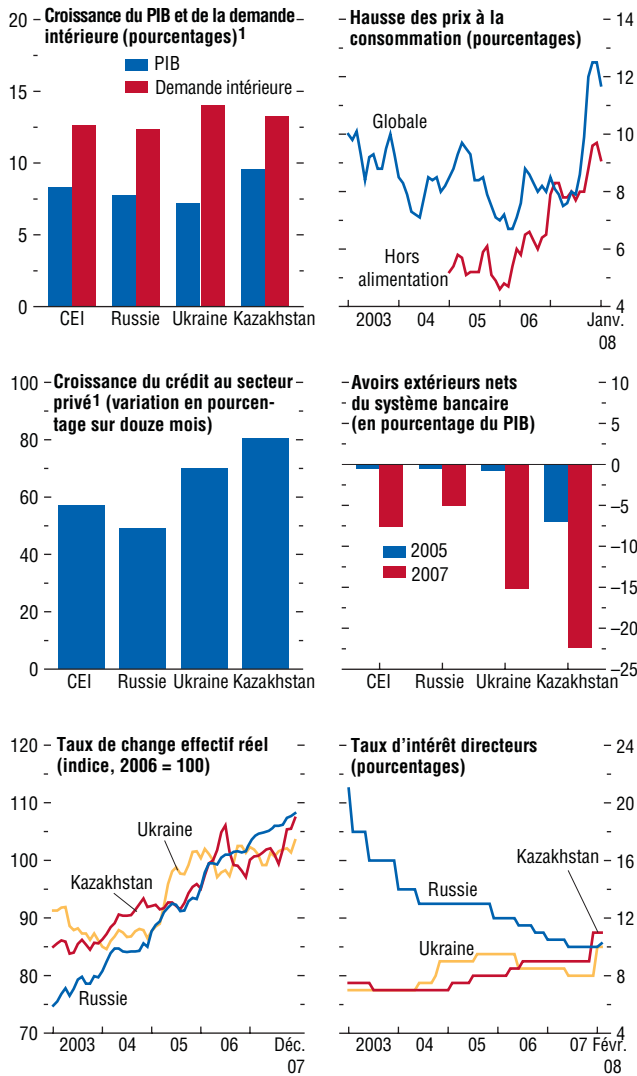 Croissance du PIB et de la demande
intérieure (pourcentages)1
PIB
Demande intérieure
20
15
10
5
0
CEI Russie Ukraine Kazakhstan
Hausse des prix à la
consommation (pourcentages)
Globale
Hors
alimentation
14
12
10
8
6
4
2003 04 05 06 Janv.
08
Croissance du crédit au secteur
privé1 (variation en pourcen-
tage sur douze mois)
100
80
60
40
20
0
CEI Russie Ukraine Kazakhstan
Avoirs extérieurs nets
du système bancaire
(en pourcentage du PIB)
2005
2007
10
5
0
–5
–10
–15
–20
–25
CEI Russie Ukraine Kazakhstan
Taux de change effectif réel
(indice, 2006 = 100)
Ukraine
Kazakhstan
Russie
120
110
100
90
80
70
2003 04 05 06 Déc.
07
Taux d’intérêt directeurs
(pourcentages)
Kazakhstan
Russie
Ukraine
24
20
16
12
8
4
2003 04 05 06 07 Févr.
08